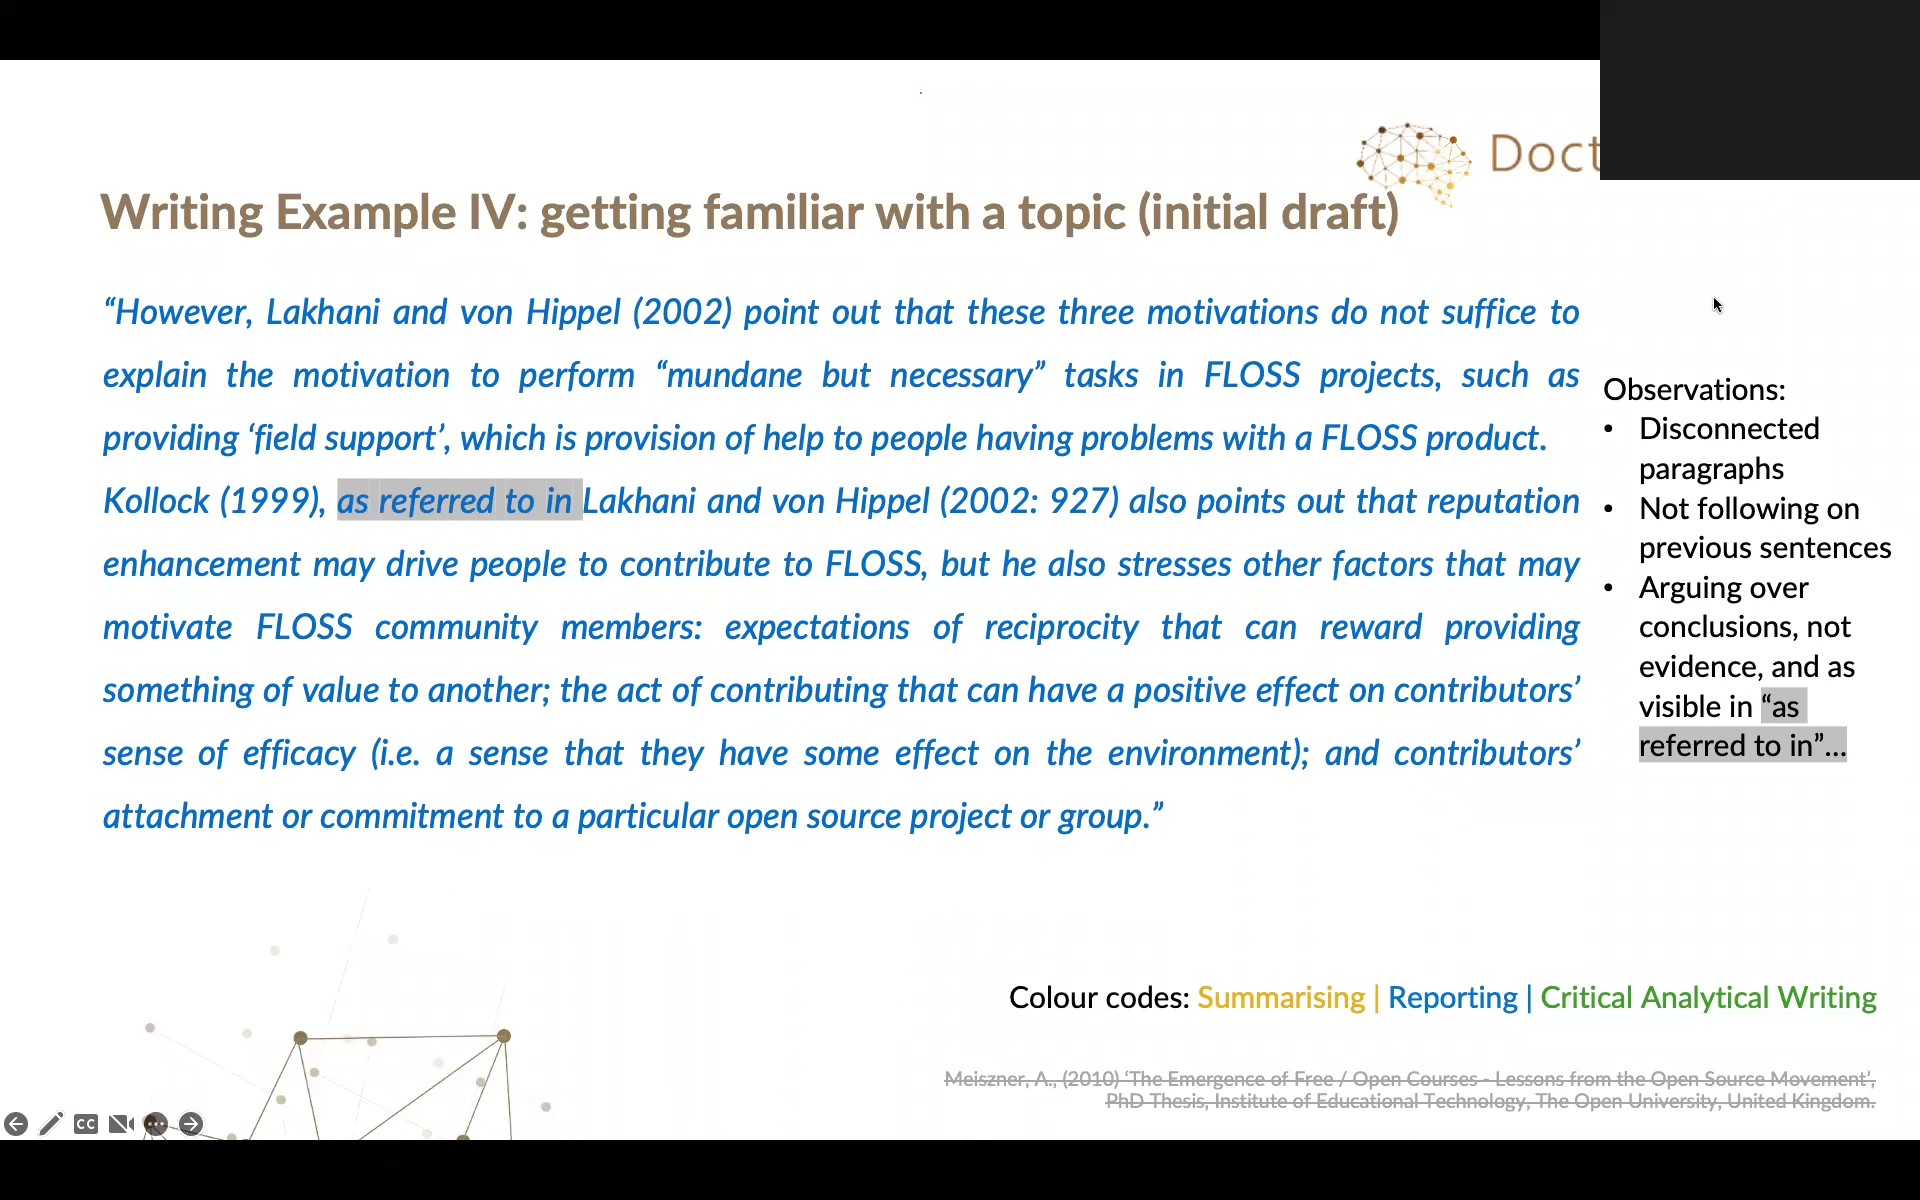 Doct
Writing Example IV: getting familiar with a topic (initial draft)
“However, Lakhani and von Hippel (2002) point out that these three motivations do not suffice to
explain the motivation to perform “mundane but necessary” tasks in FLOSS projects, such as
providing ‘field support’, which is provision of help to people having problems with a FLOSS product.
Kollock (1999), as referred to in Lakhani and von Hippel (2002: 927) also points out that reputation
enhancement may drive people to contribute to FLOSS, but he also stresses other factors that may
motivate FLOSS community members: expectations of reciprocity that can reward providing
something of value to another; the act of contributing that can have a positive effect on contributors’
sense of efficacy (i.e. a sense that they have some effect on the environment); and contributors’
attachment or commitment to a particular open source project or group.”
Observations:
• Disconnected
paragraphs
• Not following on
previous sentences
• Arguing over
conclusions, not
evidence, and as
visible in “as
referred to in”...
Colour codes: Summarising | Reporting | Critical Analytical Writing
Meiszner, A., (2010) ‘The Emergence of Free / Open Courses - Lessons from the Open Source Movement’,
PhD Thesis, Institute of Educational Technology, The Open University, United Kingdom.
CC